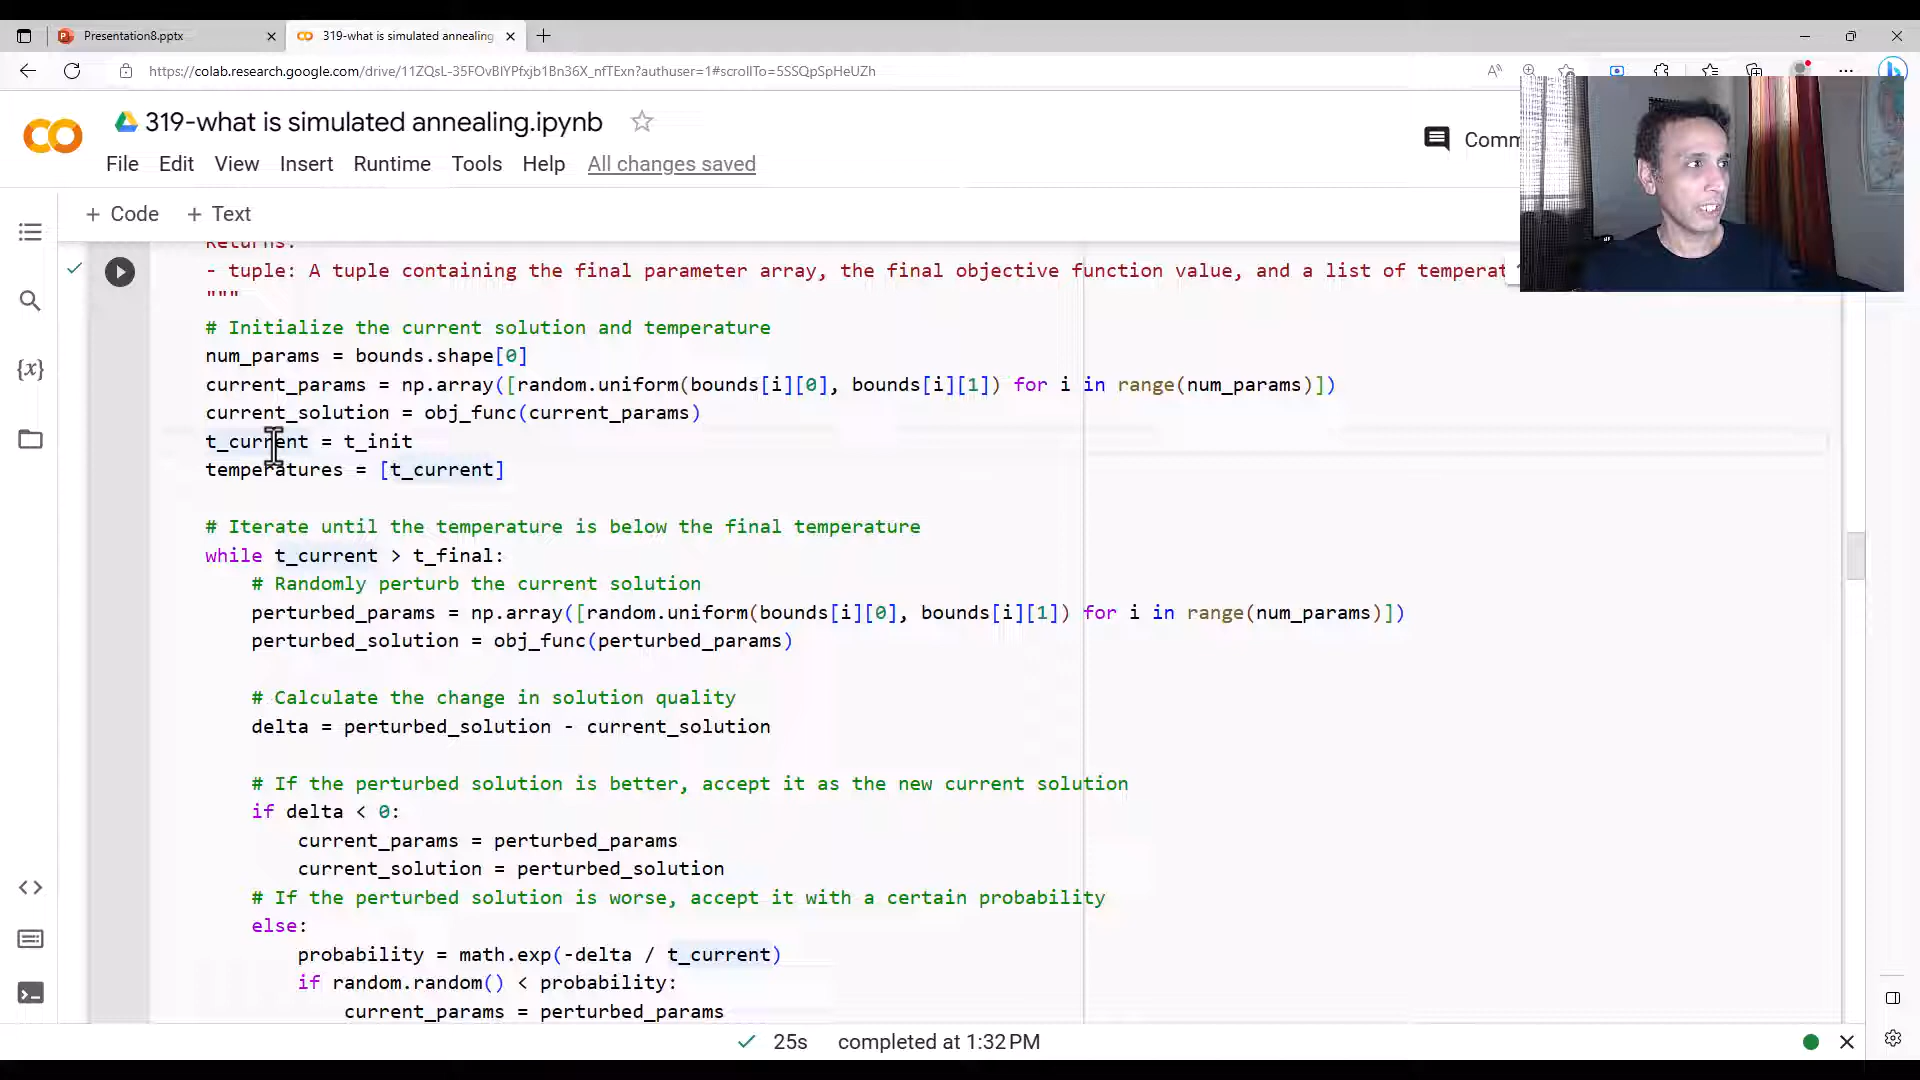 Presentation8.pptx
319-what is simulated annealing
https://colab.research.google.com/drive/11ZQsL-35FOvBlYPfxjb1Bn36X_nfTExn?authuser=1#scrollTo=5SSQpSpHeUZh
319-what is simulated annealing.ipynb
Comm
File Edit View Insert Runtime Tools Help All changes saved
+ Code + Text
Returns:
- tuple: A tuple containing the final parameter array, the final objective function value, and a list of temperat
"""
# Initialize the current solution and temperature
num_params = bounds.shape[0]
current_params = np.array([random.uniform(bounds[i][0], bounds[i][1]) for i in range(num_params)])
current_solution = obj_func(current_params)
t_current = t_init
temperatures = [t_current]
# Iterate until the temperature is below the final temperature
while t_current > t_final:
# Randomly perturb the current solution
perturbed_params = np.array([random.uniform(bounds[i][0], bounds[i][1]) for i in range(num_params)])
perturbed_solution = obj_func(perturbed_params)
# Calculate the change in solution quality
delta = perturbed_solution - current_solution
# If the perturbed solution is better, accept it as the new current solution
if delta < 0:
current_params = perturbed_params
current_solution = perturbed_solution
# If the perturbed solution is worse, accept it with a certain probability
else:
probability = math.exp(-delta / t_current)
if random.random() < probability:
current_params = perturbed_params
25s completed at 1:32 PM